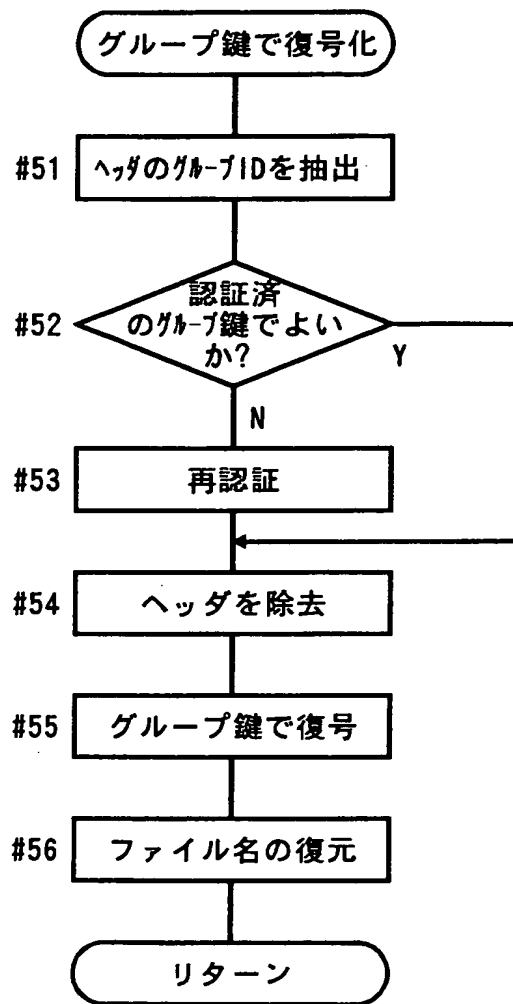 グループ鍵で復号化
#51 ﾍｯﾀﾞのｸﾞﾙｰﾌﾟIDを抽出
認証済
#52 のｸﾞﾙｰﾌﾟ鍵でよい
か?
Y
N
#53 再認証
#54 ヘッダを除去
#55 グループ鍵で復号
#56 ファイル名の復元
リターン